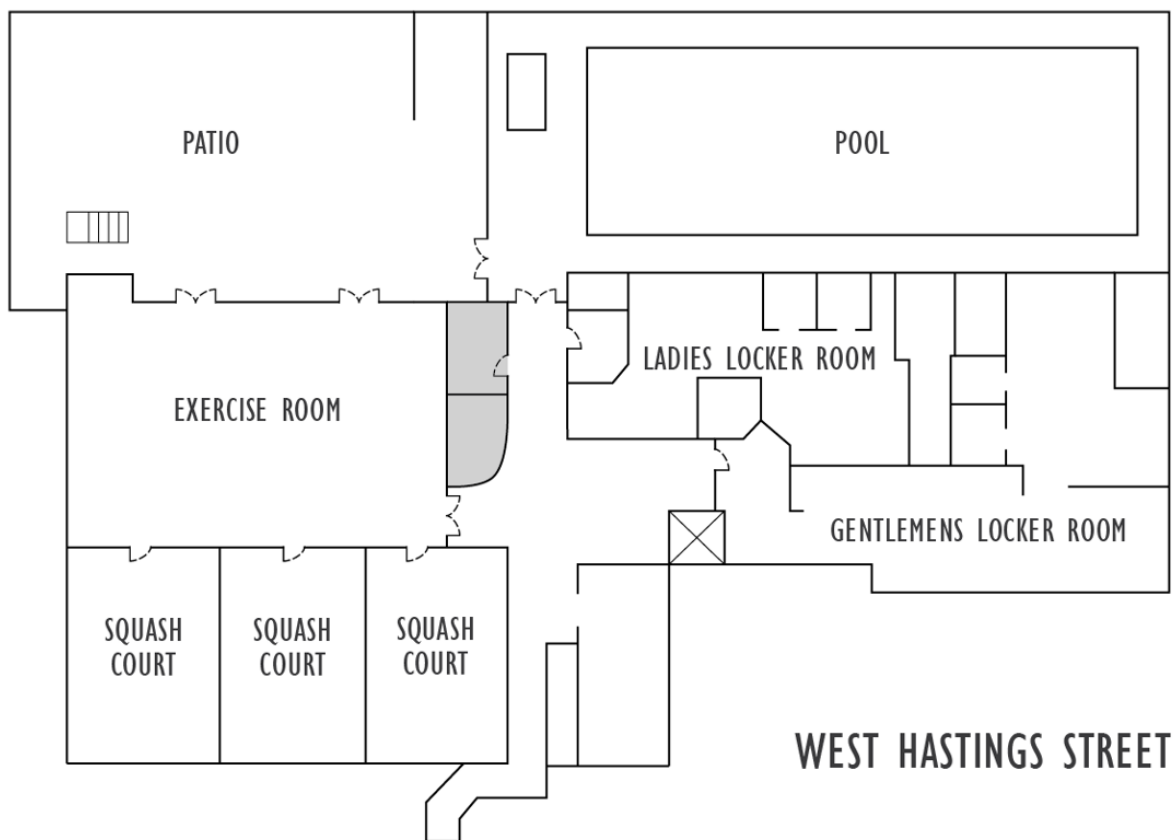 PATIO
POOL
LADIES LOCKER ROOM
EXERCISE ROOM
GENTLEMENS LOCKER ROOM
SQUASH
COURT
SQUASH
COURT
SQUASH
COURT
WEST HASTINGS STREET